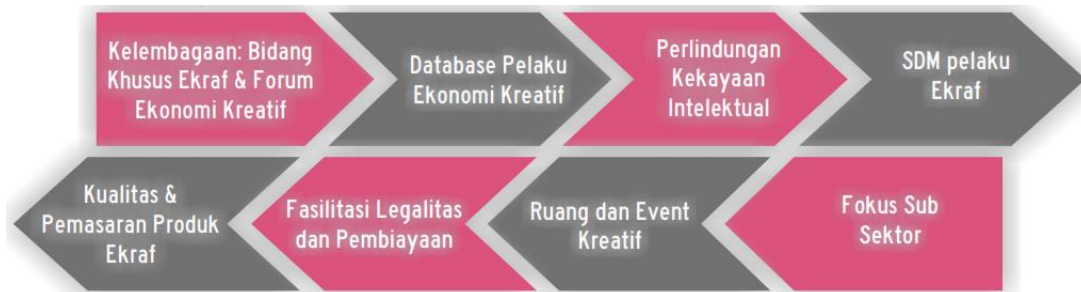 Kelembagaan: Bidang
Khusus Ekraf & Forum
Ekonomi Kreatif
Database Pelaku
Ekonomi Kreatif
Perlindungan
Kekayaan
Intelektual
SDM pelaku
Ekraf
Kualitas &
Pemasaran Produk
Ekraf
Fasilitasi Legalitas
dan Pembiayaan
Ruang dan Event
Kreatif
Fokus Sub
Sektor